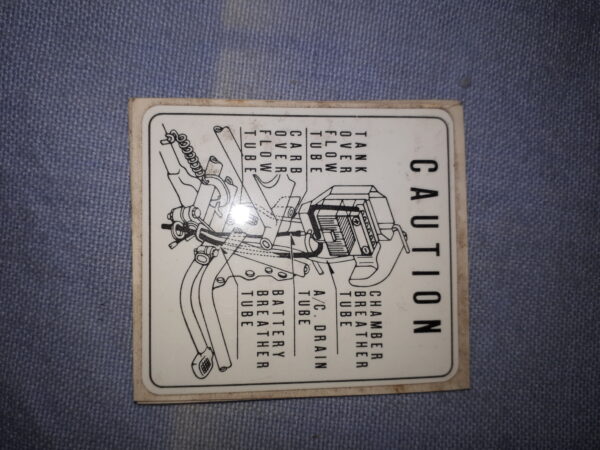 CAUTION
TANK
OVER
FLOW
TUBE
CARB
OVER
FLOW
TUBE
CHAMBER
BREATHER
TUBE
A/C. DRAIN
TUBE
BATTERY
BREATHER
TUBE